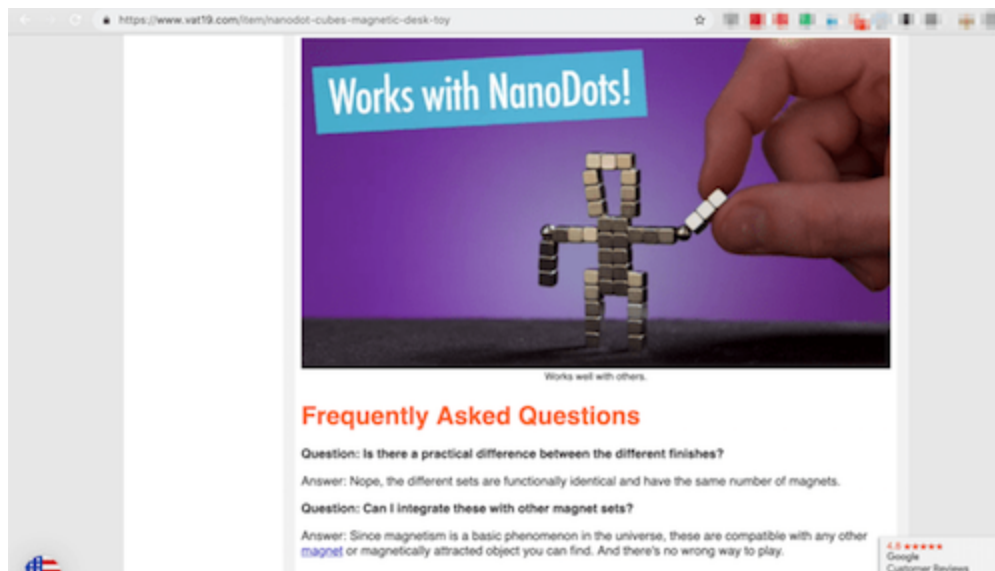 https://www.vat19.com/item/nanodot-cubes-magnetic-desk-toy
Works with NanoDots!
Works well with others.
Frequently Asked Questions
Question: Is there a practical difference between the different finishes?
Answer: Nope, the different sets are functionally identical and have the same number of magnets.
Question: Can I integrate these with other magnet sets?
Answer: Since magnetism is a basic phenomenon in the universe, these are compatible with any other
magnet or magnetically attracted object you can find. And there's no wrong way to play.
4.8 ★★★★★
Google
Customer Reviews